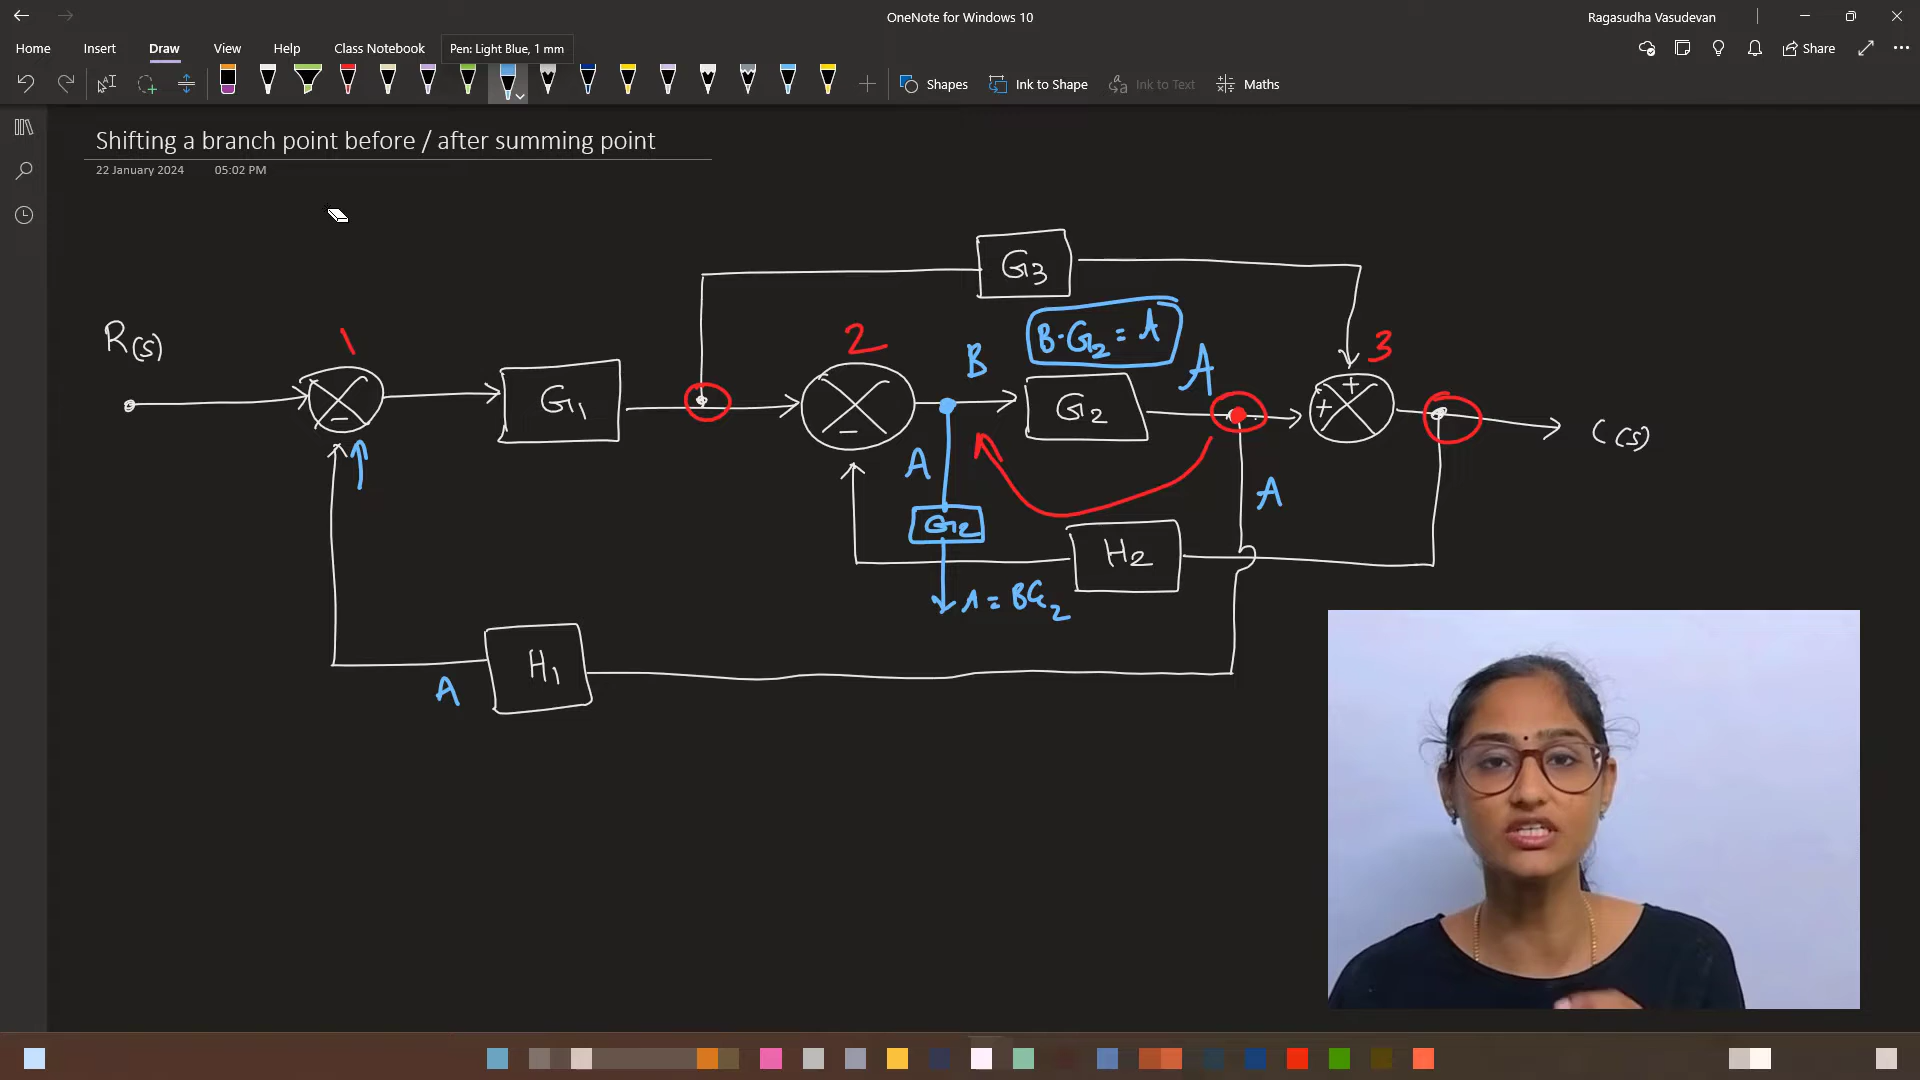 OneNote for Windows 10
Ragasudha Vasudevan
Home Insert Draw View Help Class Notebook
Pen: Light Blue, 1 mm
Share
Shapes Ink to Shape Ink to Text Maths
Shifting a branch point before / after summing point
22 January 2024 05:02 PM
G3
R(s)
1
2
B
B·G2 = A
A
3
G1
G2
C(s)
A
A
G2
H2
A = BG2
H1
A